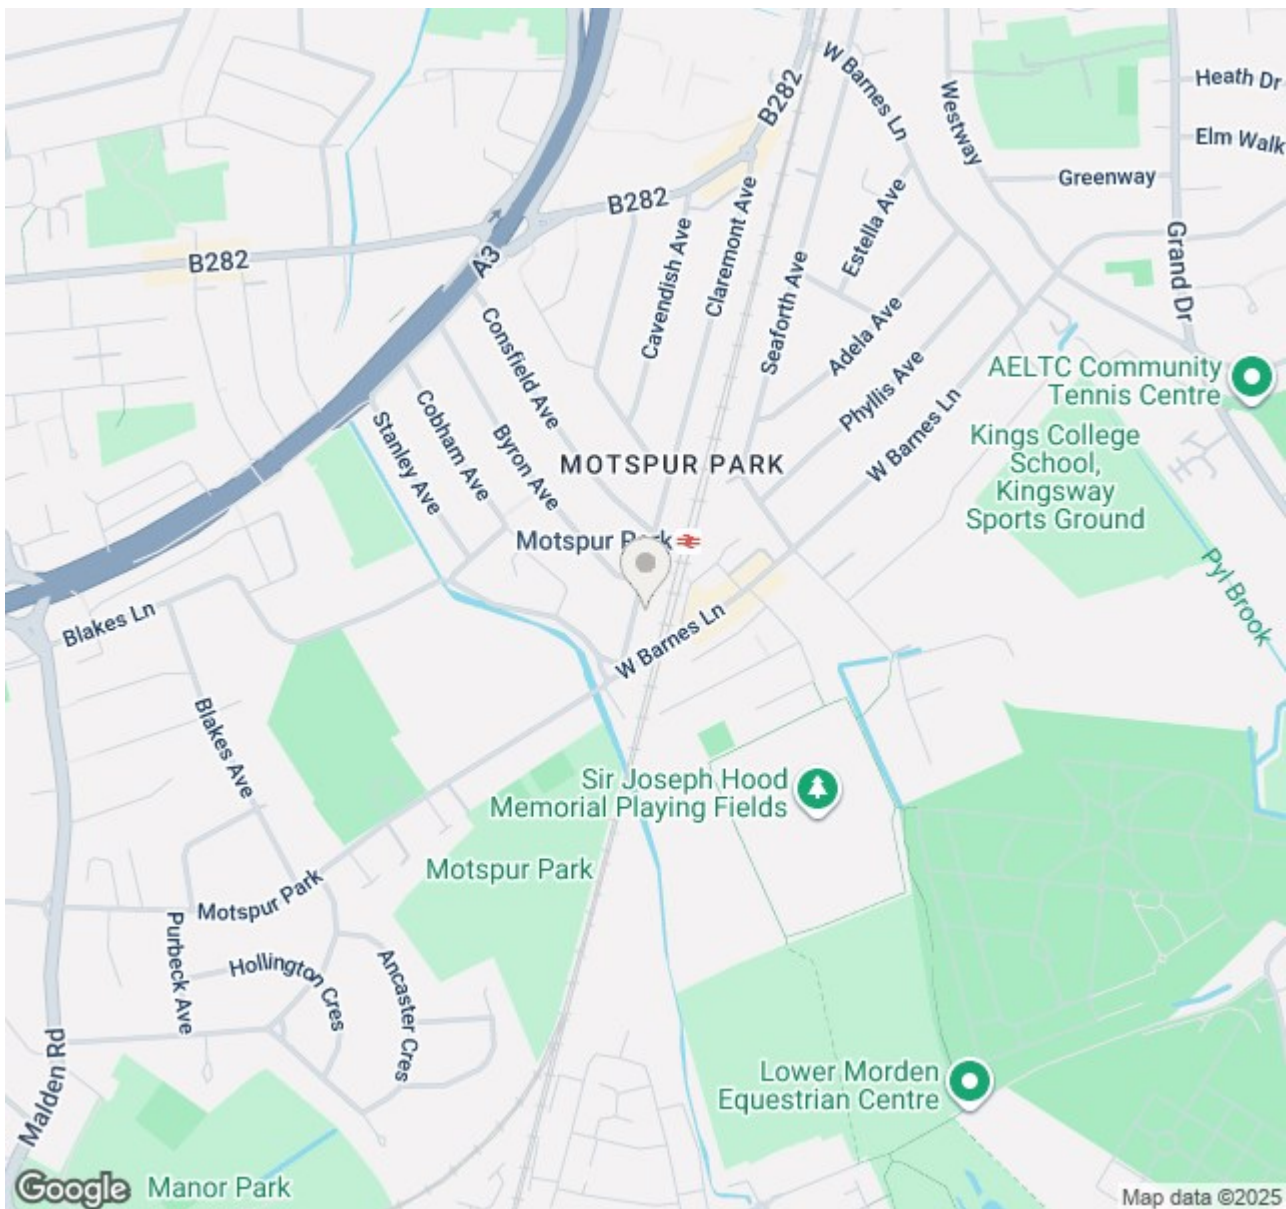 W Barnes Ln
B282
Westway
Heath Dr
Elm Walk
Greenway
B282
Grand Dr
B282
A3
Cavendish Ave
Claremont Ave
Seaforth Ave
Estella Ave
Adela Ave
Phyllis Ave
W Barnes Ln
Consfield Ave
Byron Ave
Cobham Ave
Stanley Ave
AELTC Community
Tennis Centre
Kings College
School,
Kingsway
Sports Ground
MOTSPUR PARK
Motspur Park
Pyl Brook
Blakes Ln
W Barnes Ln
Blakes Ave
Sir Joseph Hood
Memorial Playing Fields
Motspur Park
Motspur Park
Purbeck Ave
Hollington Cres
Ancaster Cres
Malden Rd
Lower Morden
Equestrian Centre
Manor Park
Google
Map data ©2025